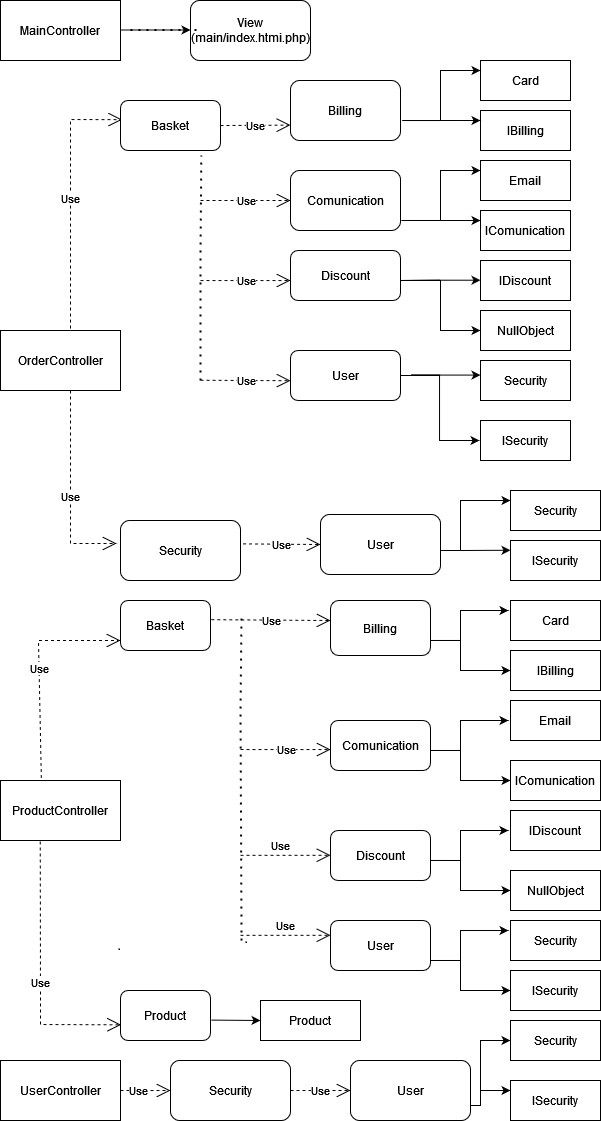 MainController
View
(main/index.html.php)
Card
Billing
Basket
Use
IBilling
Email
Use
Comunication
Use
IComunication
Discount
IDiscount
Use
NullObject
OrderController
User
Security
Use
ISecurity
Use
Security
Security
Use
User
ISecurity
Basket
Use
Billing
Card
Use
IBilling
Email
Comunication
Use
IComunication
ProductController
IDiscount
Use
Discount
NullObject
Use
User
Security
Use
ISecurity
Product
Product
Security
UserController
Use
Security
Use
User
ISecurity